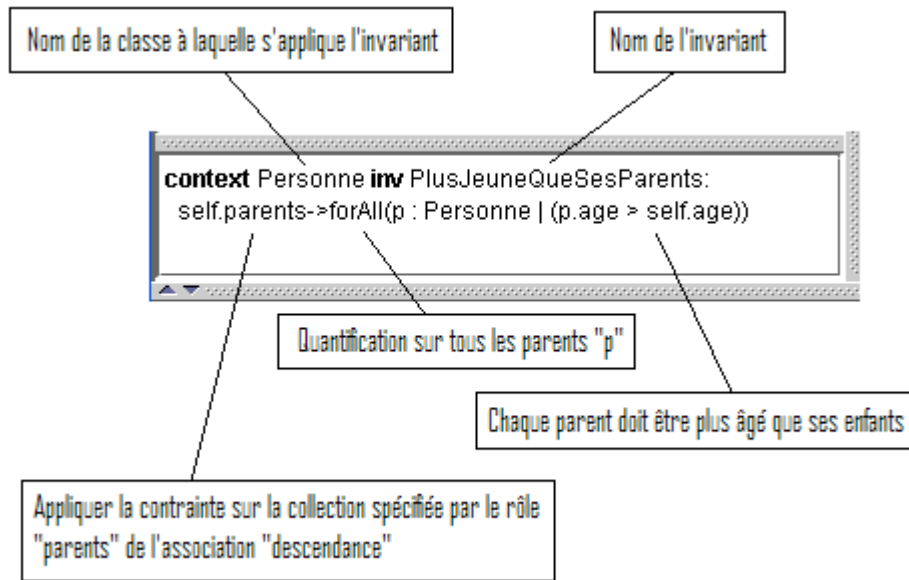 Nom de la classe à laquelle s'applique l'invariant
Nom de l'invariant
context Personne inv PlusJeuneQueSesParents:
self.parents->forAll(p : Personne | (p.age > self.age))
Quantification sur tous les parents "p"
Chaque parent doit être plus âgé que ses enfants
Appliquer la contrainte sur la collection spécifiée par le rôle
"parents" de l'association "descendance"